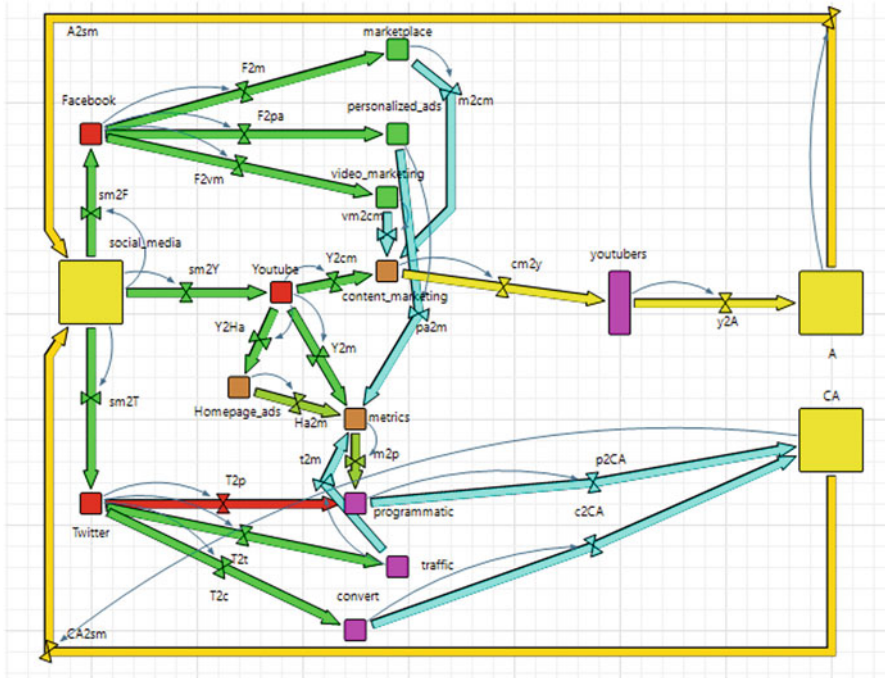 A2sm
marketplace
F2m
m2cm
Facebook
personalized_ads
F2pa
F2vm
video_marketing
sm2F
vm2cm
social_media
sm2Y
Youtube
Y2cm
cm2y
youtubers
content_marketing
Y2Ha
Y2m
pa2m
y2A
A
sm2T
CA
Homepage_ads
Ha2m
metrics
t2m
m2p
p2CA
T2p
programmatic
c2CA
Twitter
T2t
traffic
T2c
convert
CA2sm